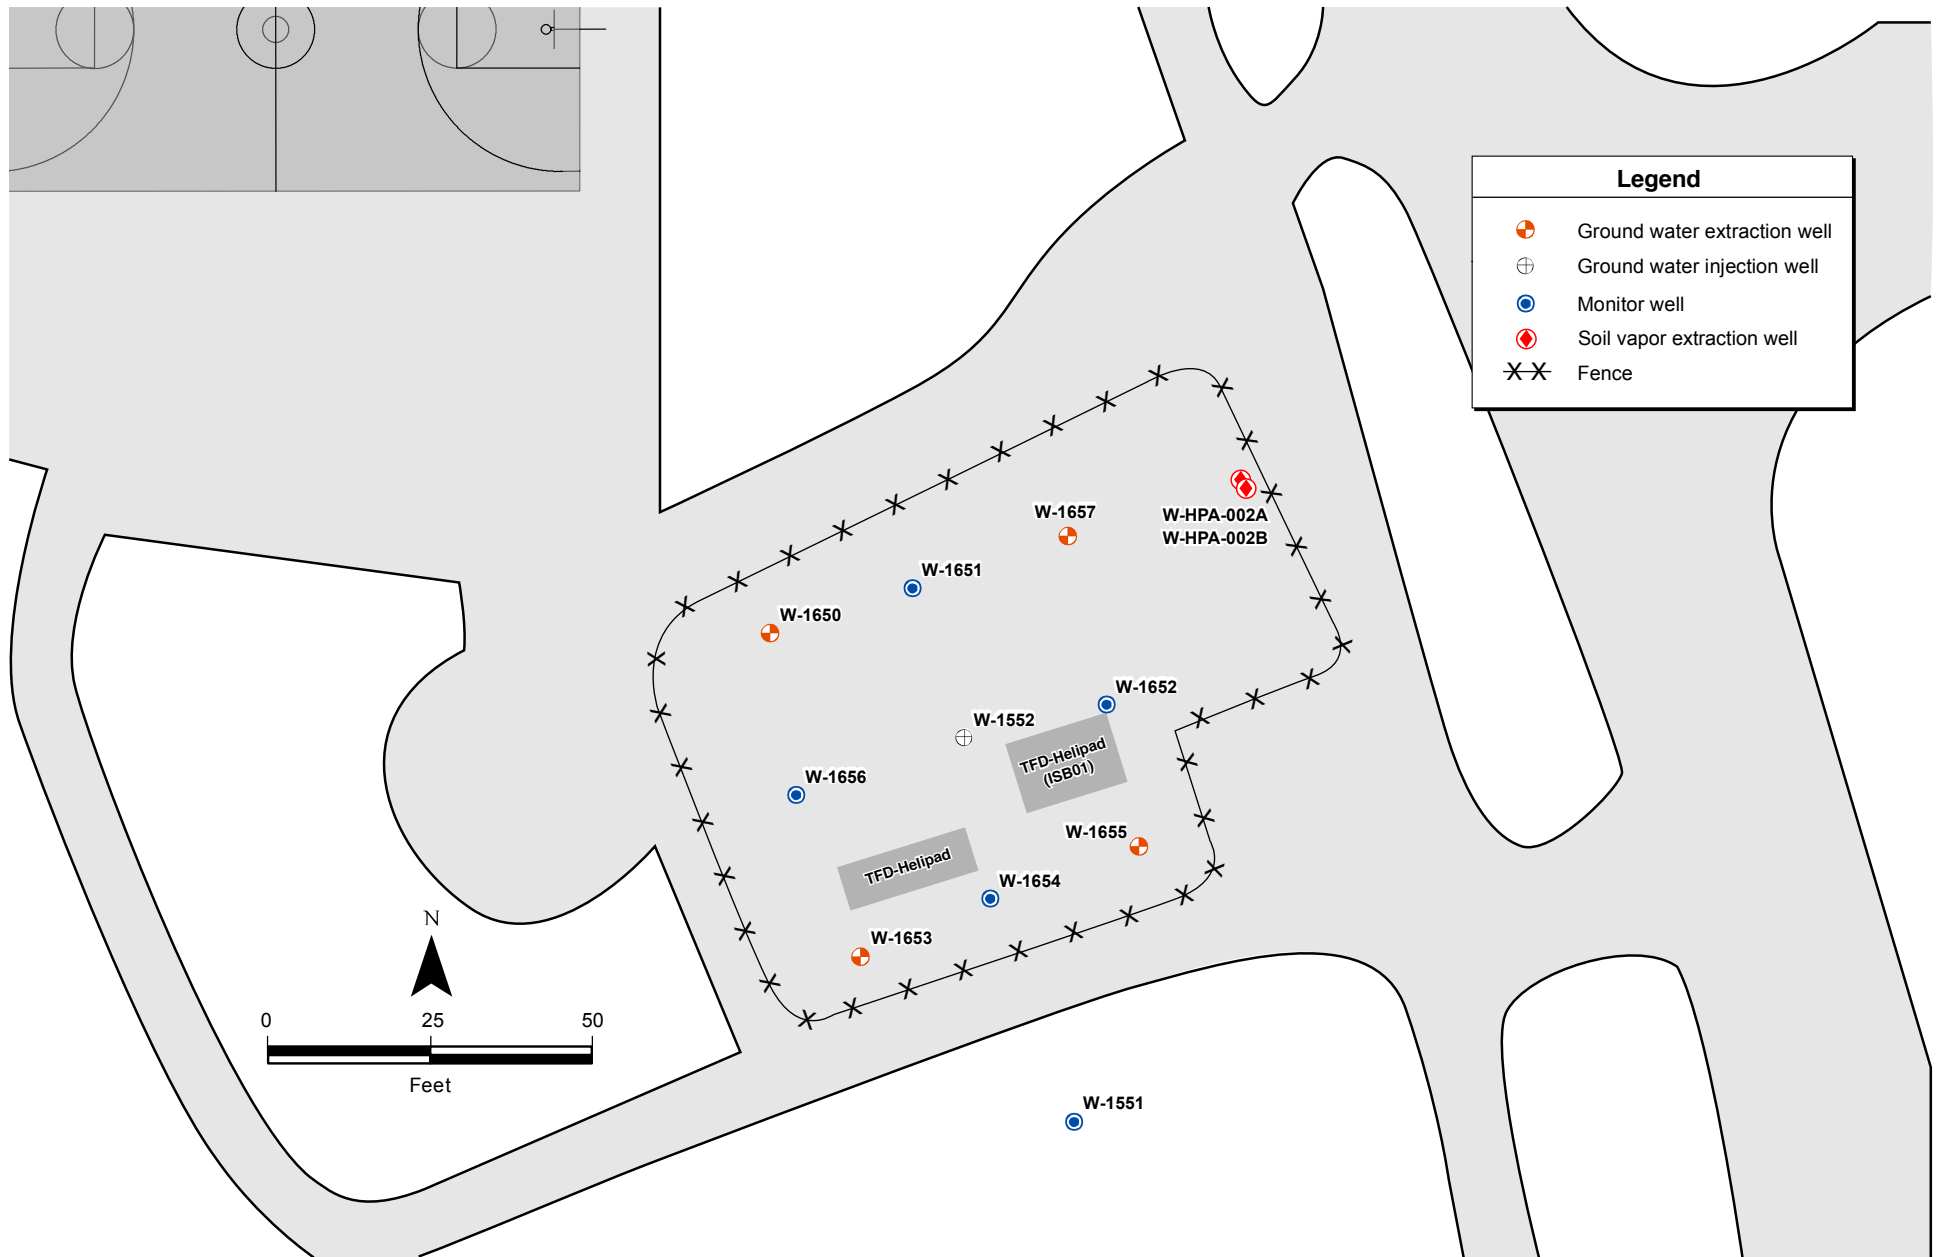 Legend
Ground water extraction well
Ground water injection well
Monitor well
Soil vapor extraction well
Fence
W-1657
W-HPA-002A
W-HPA-002B
W-1651
W-1650
W-1652
W-1552
TFD-Helipad
(ISB01)
W-1656
W-1655
TFD-Helipad
W-1654
W-1653
N
0 25 50
Feet
W-1551